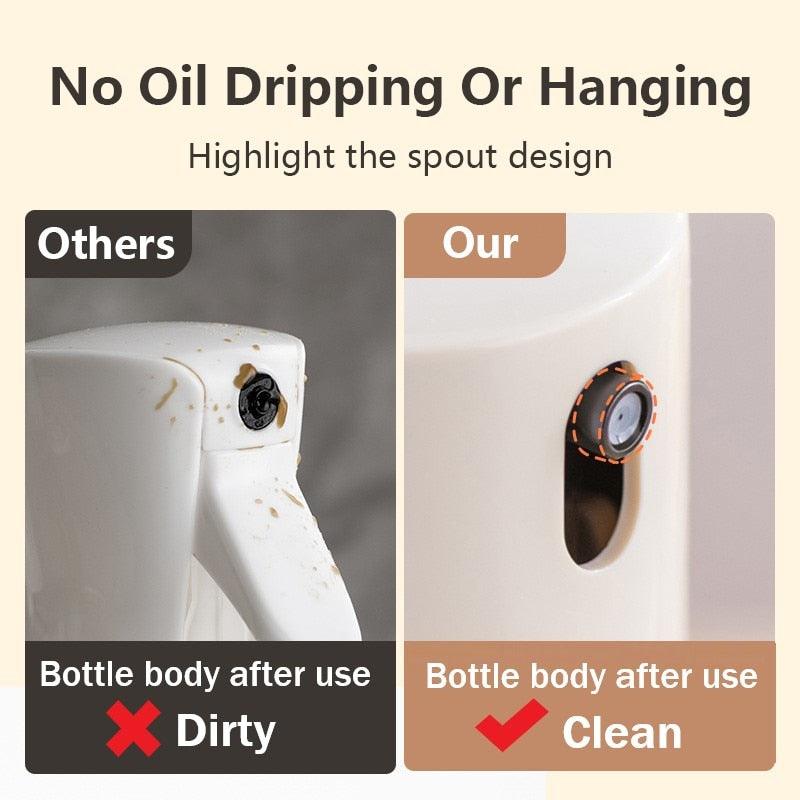 No Oil Dripping Or Hanging
Highlight the spout design
Others
Our
Bottle body after use
Dirty
Bottle body after use
Clean